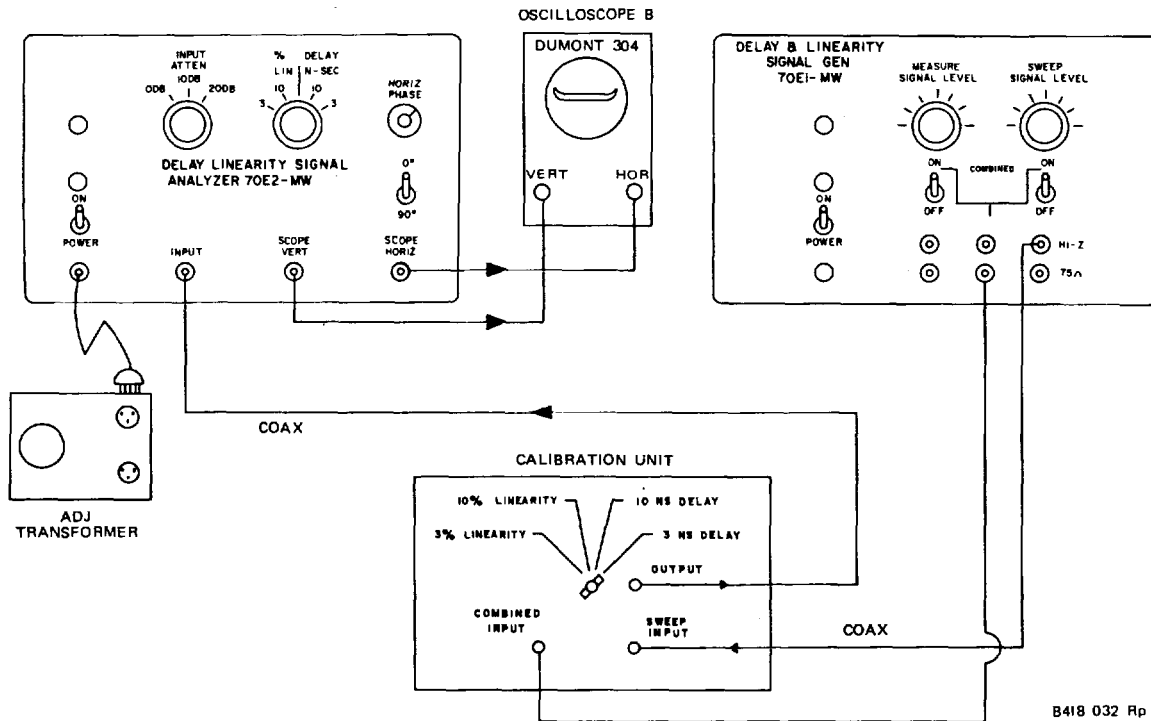 OSCILLOSCOPE B
INPUT
ATTEN
0DB
10DB
20DB
%
LIN
DELAY
N-SEC
3
10
10
3
HORIZ
PHASE
DELAY LINEARITY SIGNAL
ANALYZER 70E2-MW
0°
90°
ON
POWER
INPUT
SCOPE
VERT
SCOPE
HORIZ
DUMONT 304
VERT
HOR
DELAY & LINEARITY
SIGNAL GEN
70E1-MW
MEASURE
SIGNAL LEVEL
SWEEP
SIGNAL LEVEL
ON
COMBINED
ON
OFF
OFF
ON
POWER
HI-Z
75Ω
ADJ
TRANSFORMER
COAX
CALIBRATION UNIT
10% LINEARITY
10 NS DELAY
3% LINEARITY
3 NS DELAY
OUTPUT
COMBINED
INPUT
SWEEP
INPUT
COAX
B418 032 Rp